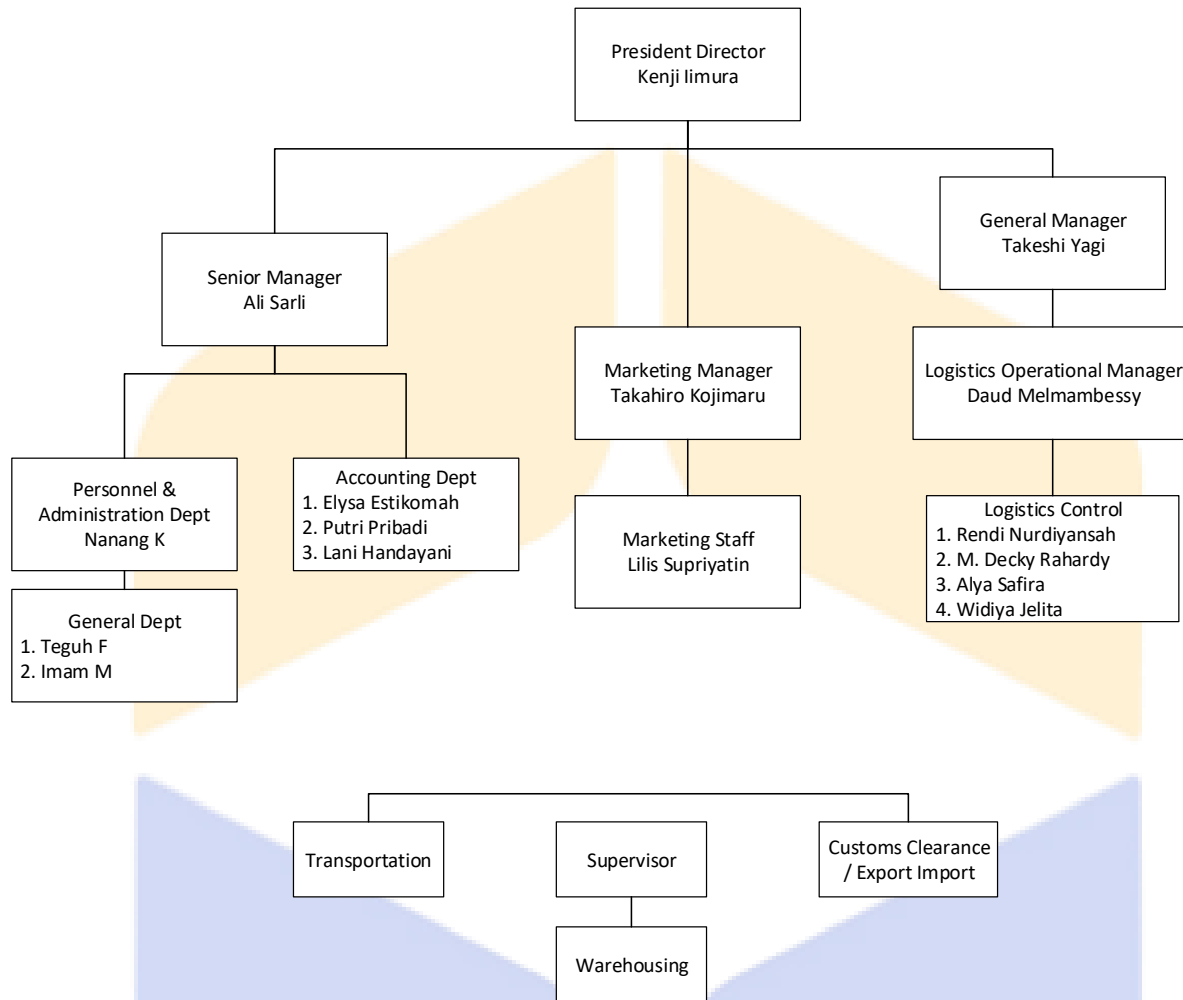 President Director
Kenji Iimura
General Manager
Takeshi Yagi
Senior Manager
Ali Sarli
Marketing Manager
Takahiro Kojimaru
Logistics Operational Manager
Daud Melmambessy
Personnel &
Administration Dept
Nanang K
Accounting Dept
1. Elysa Estikomah
2. Putri Pribadi
3. Lani Handayani
Marketing Staff
Lilis Supriyatin
Logistics Control
1. Rendi Nurdiyansah
2. M. Decky Rahardy
3. Alya Safira
4. Widiya Jelita
General Dept
1. Teguh F
2. Imam M
Transportation
Supervisor
Customs Clearance
/ Export Import
Warehousing